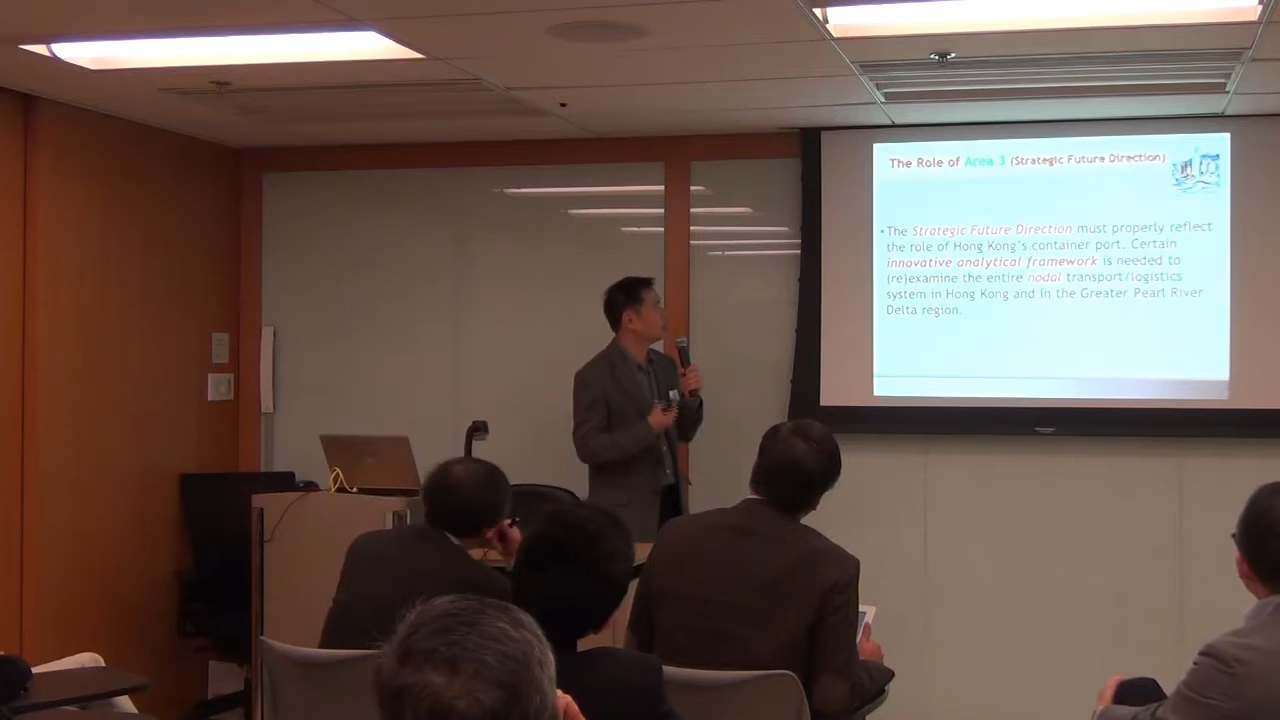 The Role of Area 3 (Strategic Future Direction)
•The Strategic Future Direction must properly reflect
the role of Hong Kong's container port. Certain
innovative analytical framework is needed to
(re)examine the entire nodal transport/logistics
system in Hong Kong and in the Greater Pearl River
Delta region.